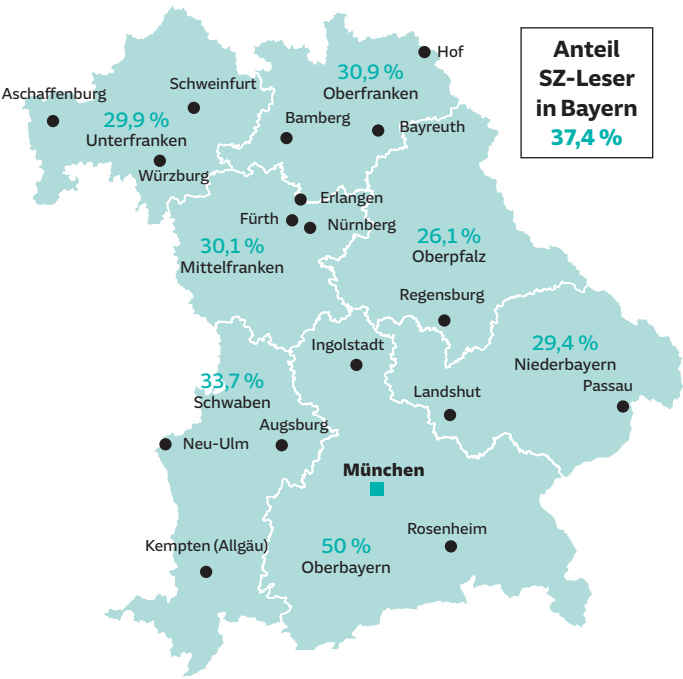 Anteil
SZ-Leser
in Bayern
37,4 %
Hof
30,9 %
Oberfranken
Aschaffenburg
Schweinfurt
29,9 %
Unterfranken
Bamberg
Bayreuth
Würzburg
Erlangen
Fürth
Nürnberg
30,1 %
Mittelfranken
26,1 %
Oberpfalz
Regensburg
Ingolstadt
29,4 %
Niederbayern
Passau
Landshut
33,7 %
Schwaben
Augsburg
Neu-Ulm
München
Rosenheim
Kempten (Allgäu)
50 %
Oberbayern